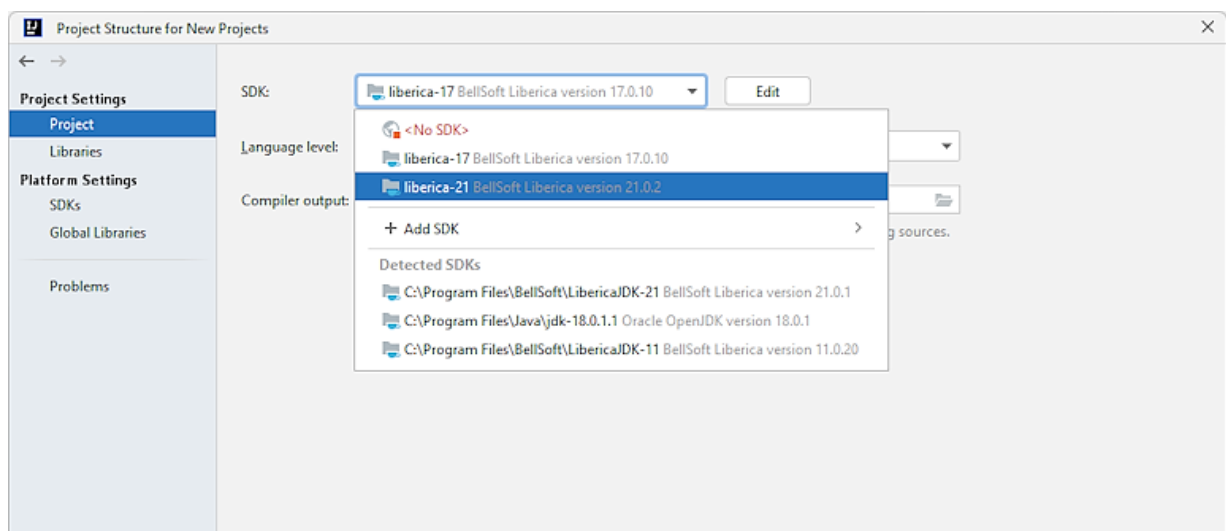 Project Structure for New Projects
Project Settings
Project
Libraries
Platform Settings
SDKs
Global Libraries
Problems
SDK:
liberica-17 BellSoft Liberica version 17.0.10
Edit
Language level:
Compiler output:
<No SDK>
liberica-17 BellSoft Liberica version 17.0.10
liberica-21 BellSoft Liberica version 21.0.2
+ Add SDK
Detected SDKs
C:\Program Files\BellSoft\LibericaJDK-21 BellSoft Liberica version 21.0.1
C:\Program Files\Java\jdk-18.0.1.1 Oracle OpenJDK version 18.0.1
C:\Program Files\BellSoft\LibericaJDK-11 BellSoft Liberica version 11.0.20
sources.